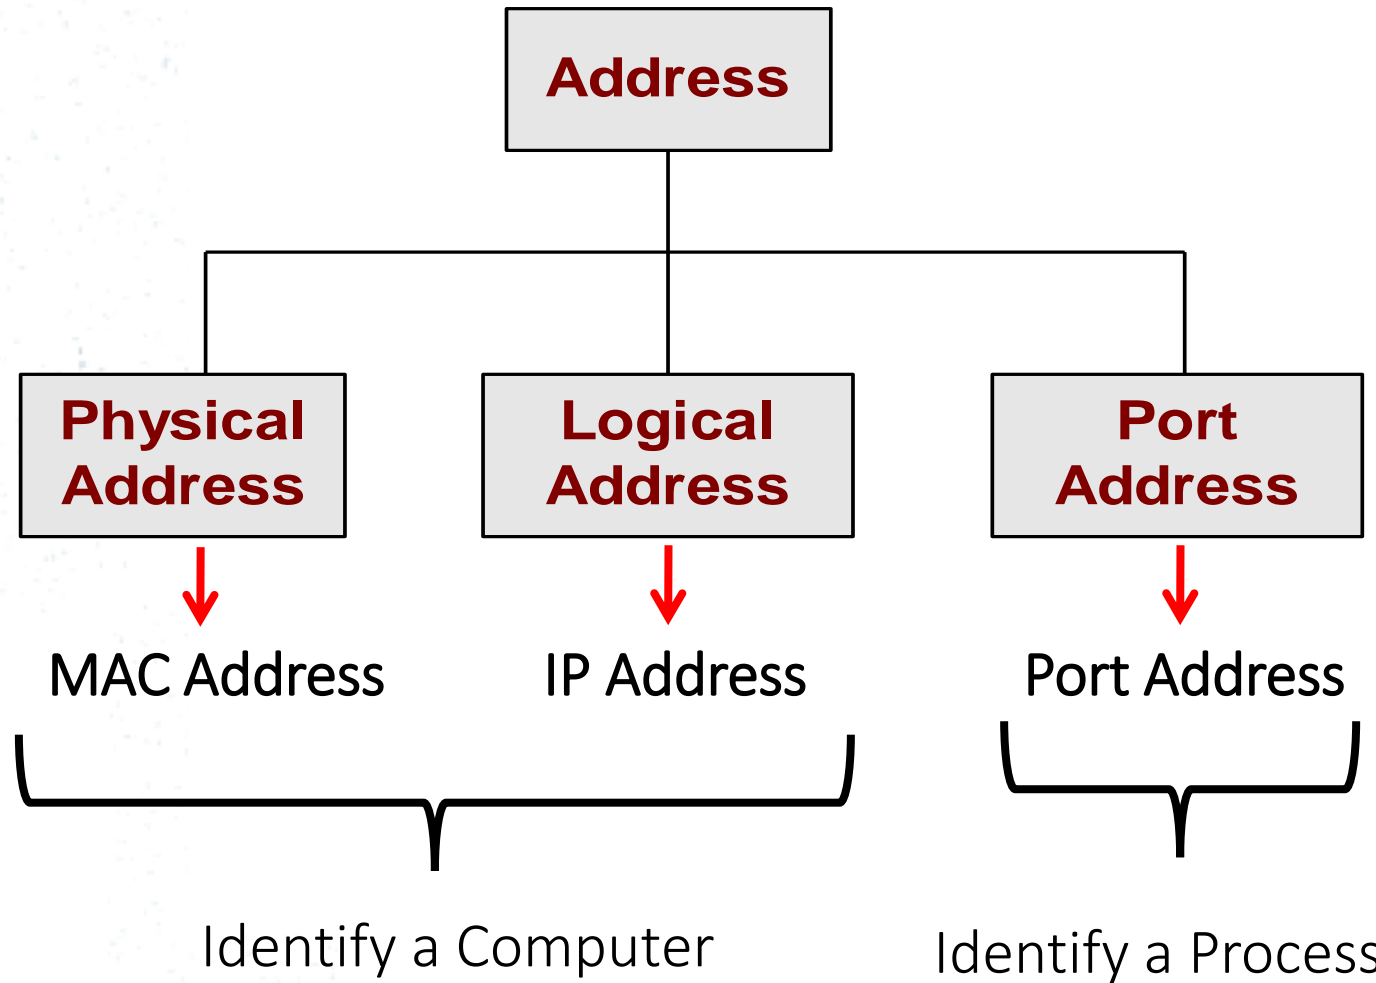 Address
Physical
Address
Logical
Address
Port
Address
MAC Address
IP Address
Port Address
Identify a Computer
Identify a Process